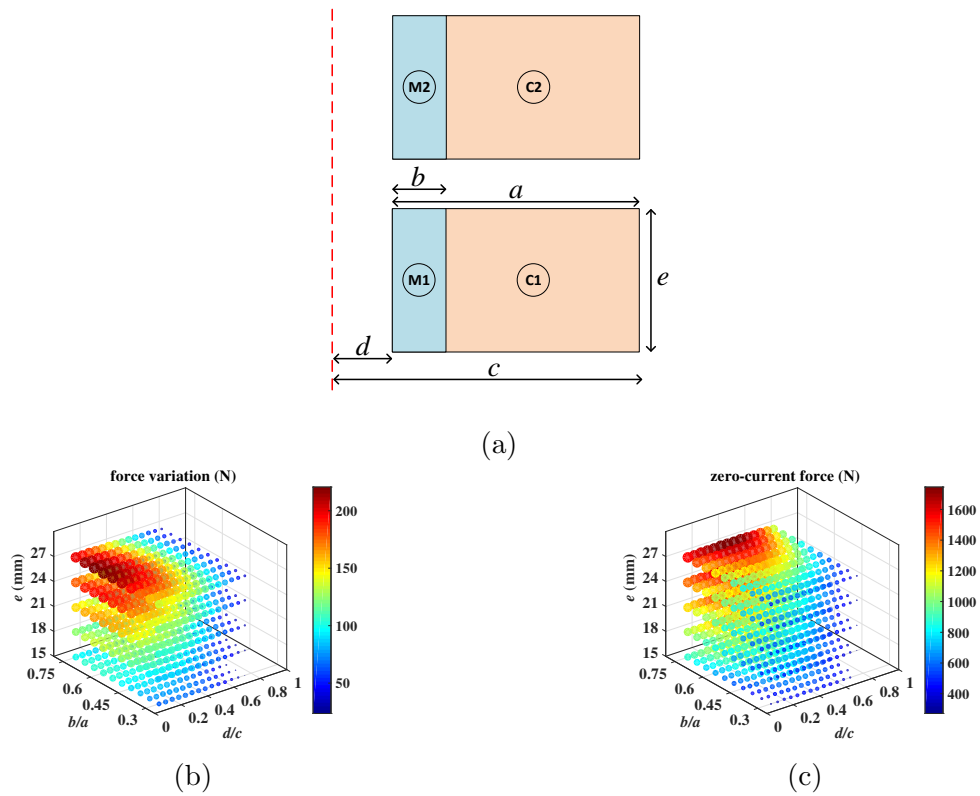 M2
C2
b
a
M1
C1
e
d
c
(a)
force variation (N)
e (mm)
27
24
21
18
15
0.75
0.6
0.45
0.3
b/a
0
0.2
0.4
0.6
0.8
1
d/c
200
150
100
50
(b)
zero-current force (N)
e (mm)
27
24
21
18
15
0.75
0.6
0.45
0.3
b/a
0
0.2
0.4
0.6
0.8
1
d/c
1600
1400
1200
1000
800
600
400
(c)